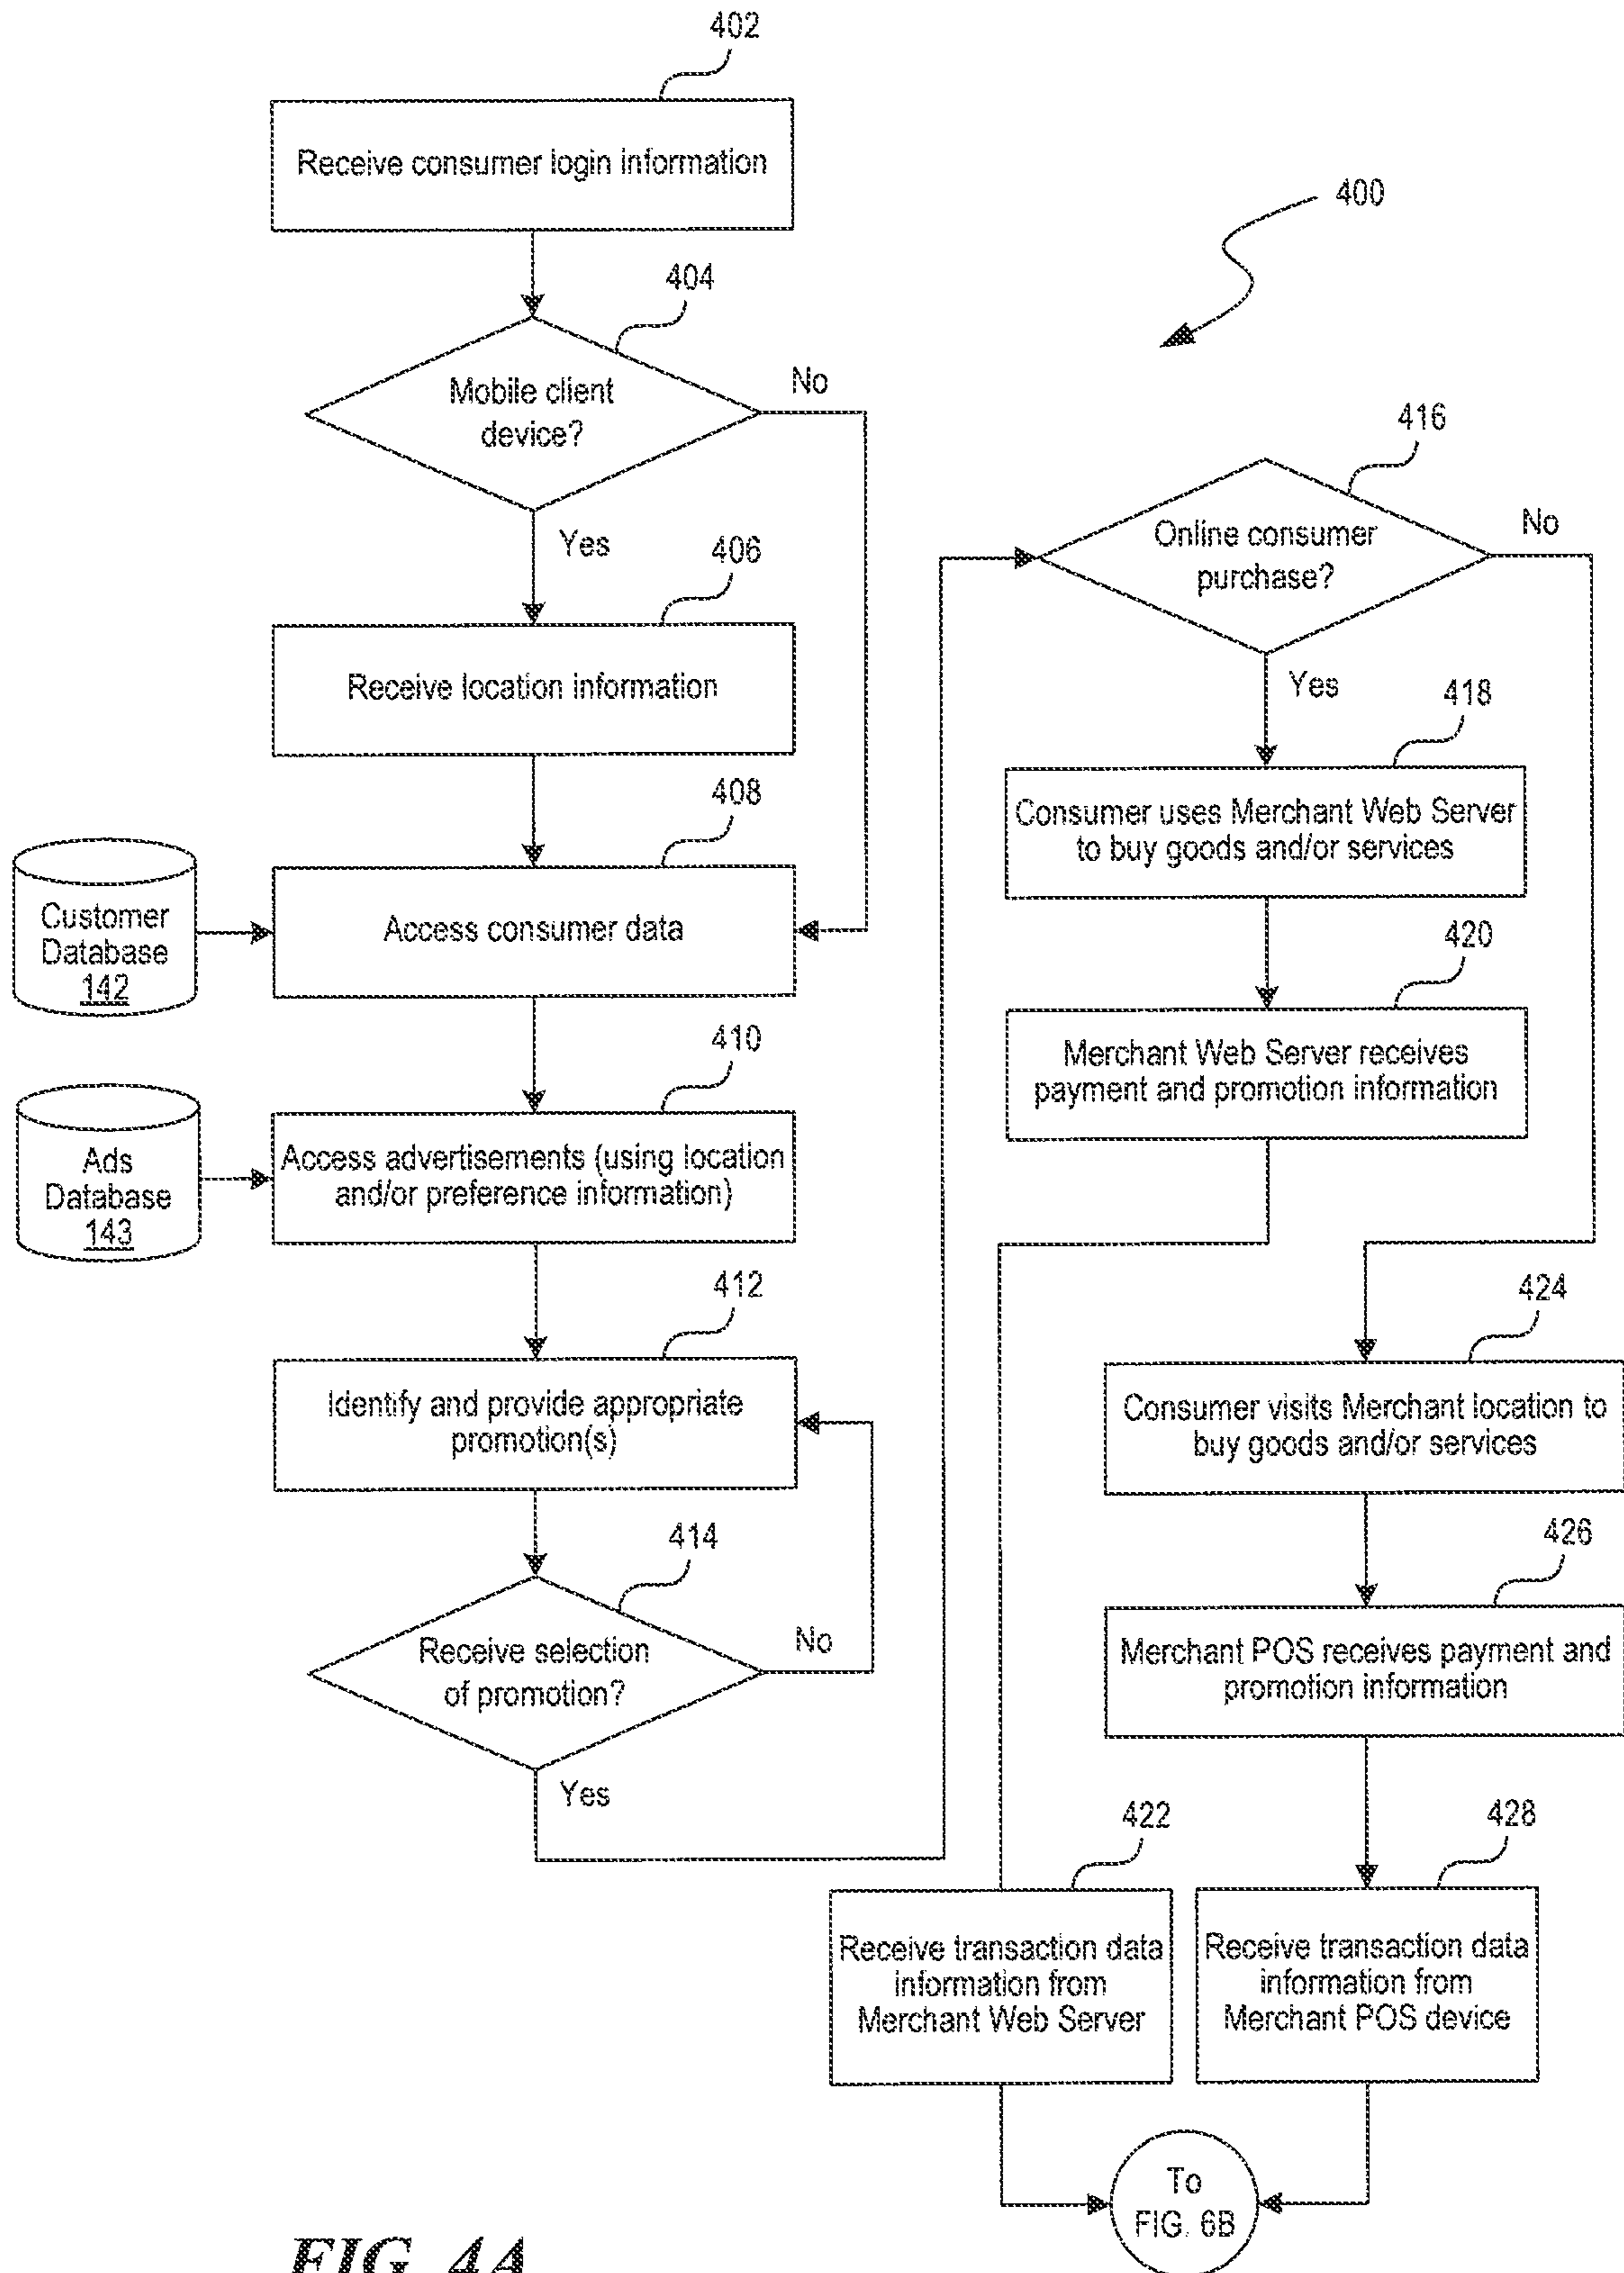 402
Receive consumer login information
400
404
Mobile client
device?
No
Yes
406
Receive location information
408
Customer
Database
142
Access consumer data
410
Ads
Database
143
Access advertisements (using location
and/or preference information)
412
Identify and provide appropriate
promotion(s)
414
Receive selection
of promotion?
No
Yes
416
Online consumer
purchase?
No
Yes
418
Consumer uses Merchant Web Server
to buy goods and/or services
420
Merchant Web Server receives
payment and promotion information
424
Consumer visits Merchant location to
buy goods and/or services
426
Merchant POS receives payment and
promotion information
422
Receive transaction data
information from
Merchant Web Server
428
Receive transaction data
information from
Merchant POS device
To
FIG. 6B
FIG. 4A